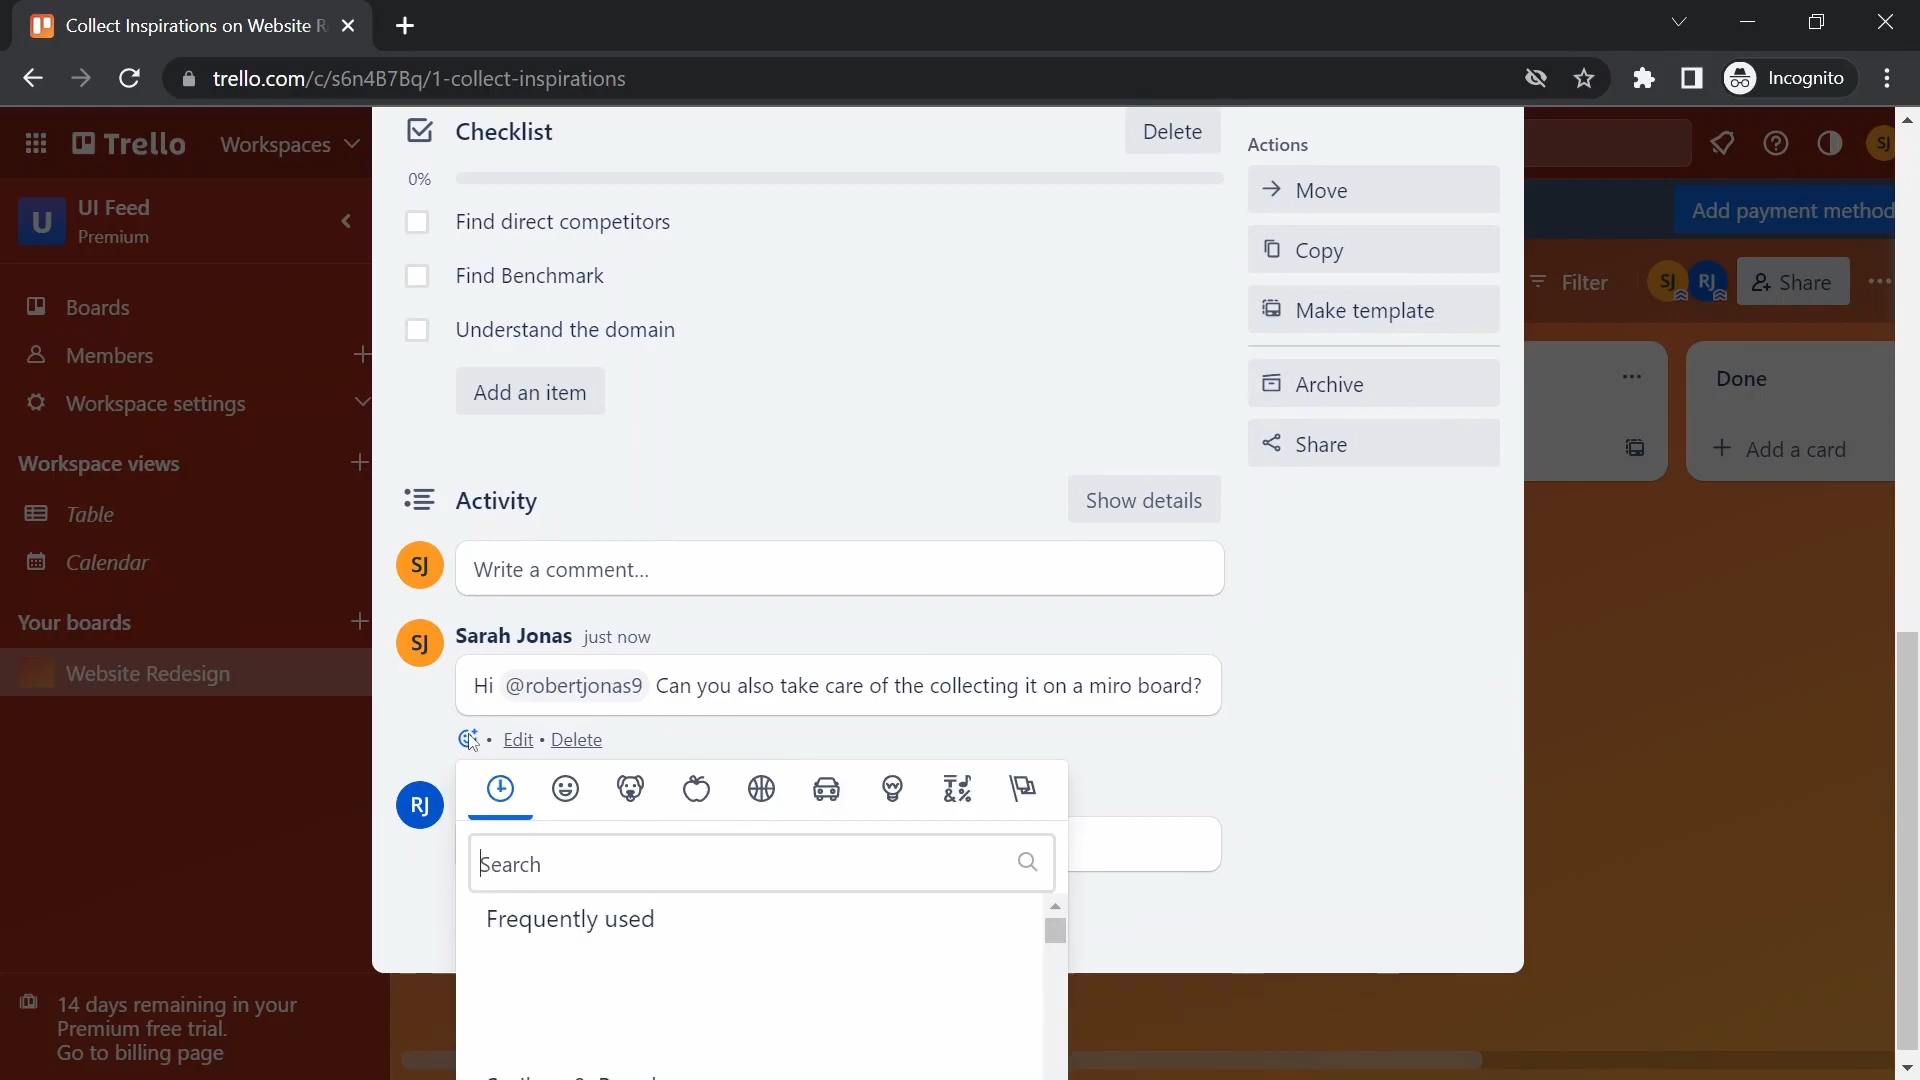 Collect Inspirations on Website R
trello.com/c/s6n4B7Bq/1-collect-inspirations
Incognito
Trello
Workspaces
SJ
U
UI Feed
Premium
Add payment method
Boards
Members
Workspace settings
Workspace views
Table
Calendar
Your boards
Website Redesign
14 days remaining in your
Premium free trial.
Go to billing page
Checklist
Delete
0%
Find direct competitors
Find Benchmark
Understand the domain
Add an item
Activity
Show details
SJ
Write a comment...
SJ
Sarah Jonas just now
Hi @robertjonas9 Can you also take care of the collecting it on a miro board?
• Edit • Delete
RJ
Search
Frequently used
Actions
Move
Copy
Make template
Archive
Share
Filter
SJ
RJ
Share
Done
Add a card